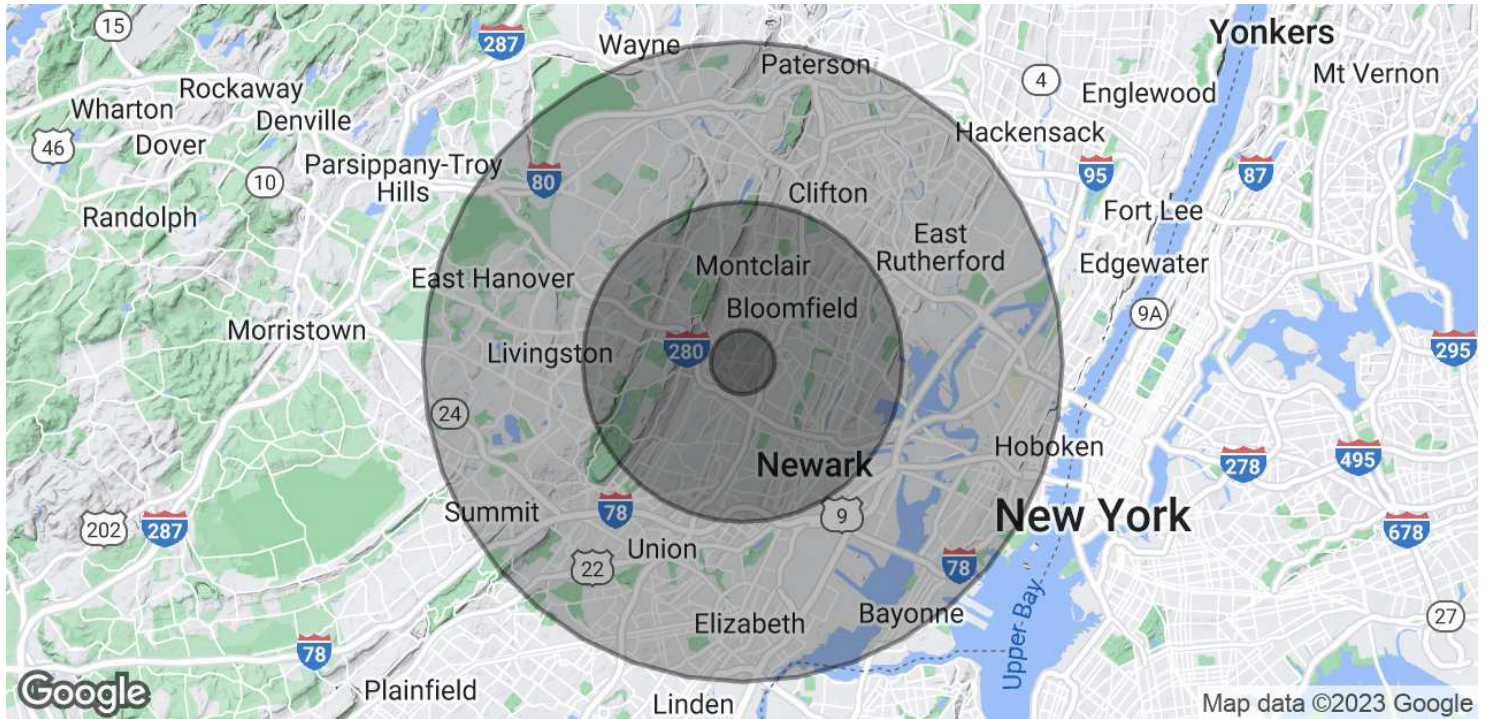 15
287
Wayne
Paterson
Yonkers
Mt Vernon
4
Englewood
Rockaway
Wharton
Denville
Hackensack
46
Dover
Parsippany-Troy
Hills
10
80
95
87
Clifton
Randolph
Fort Lee
East
Rutherford
Edgewater
Montclair
East Hanover
Bloomfield
9A
Morristown
Livingston
280
295
24
Hoboken
278
495
Newark
Summit
78
9
New York
202
287
678
Union
22
78
Elizabeth
Bayonne
Upper Bay
27
78
Plainfield
Linden
Google
Map data ©2023 Google